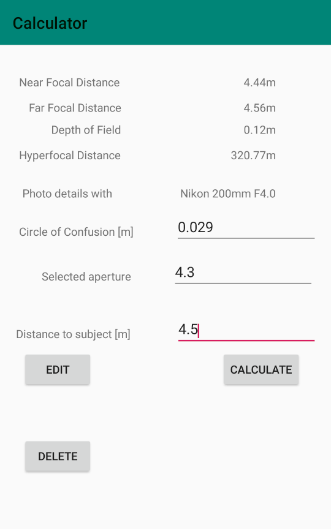 Calculator
Near Focal Distance 4.44m
Far Focal Distance 4.56m
Depth of Field 0.12m
Hyperfocal Distance 320.77m
Photo details with Nikon 200mm F4.0
Circle of Confusion [m] 0.029
Selected aperture 4.3
Distance to subject [m] 4.5
EDIT CALCULATE
DELETE